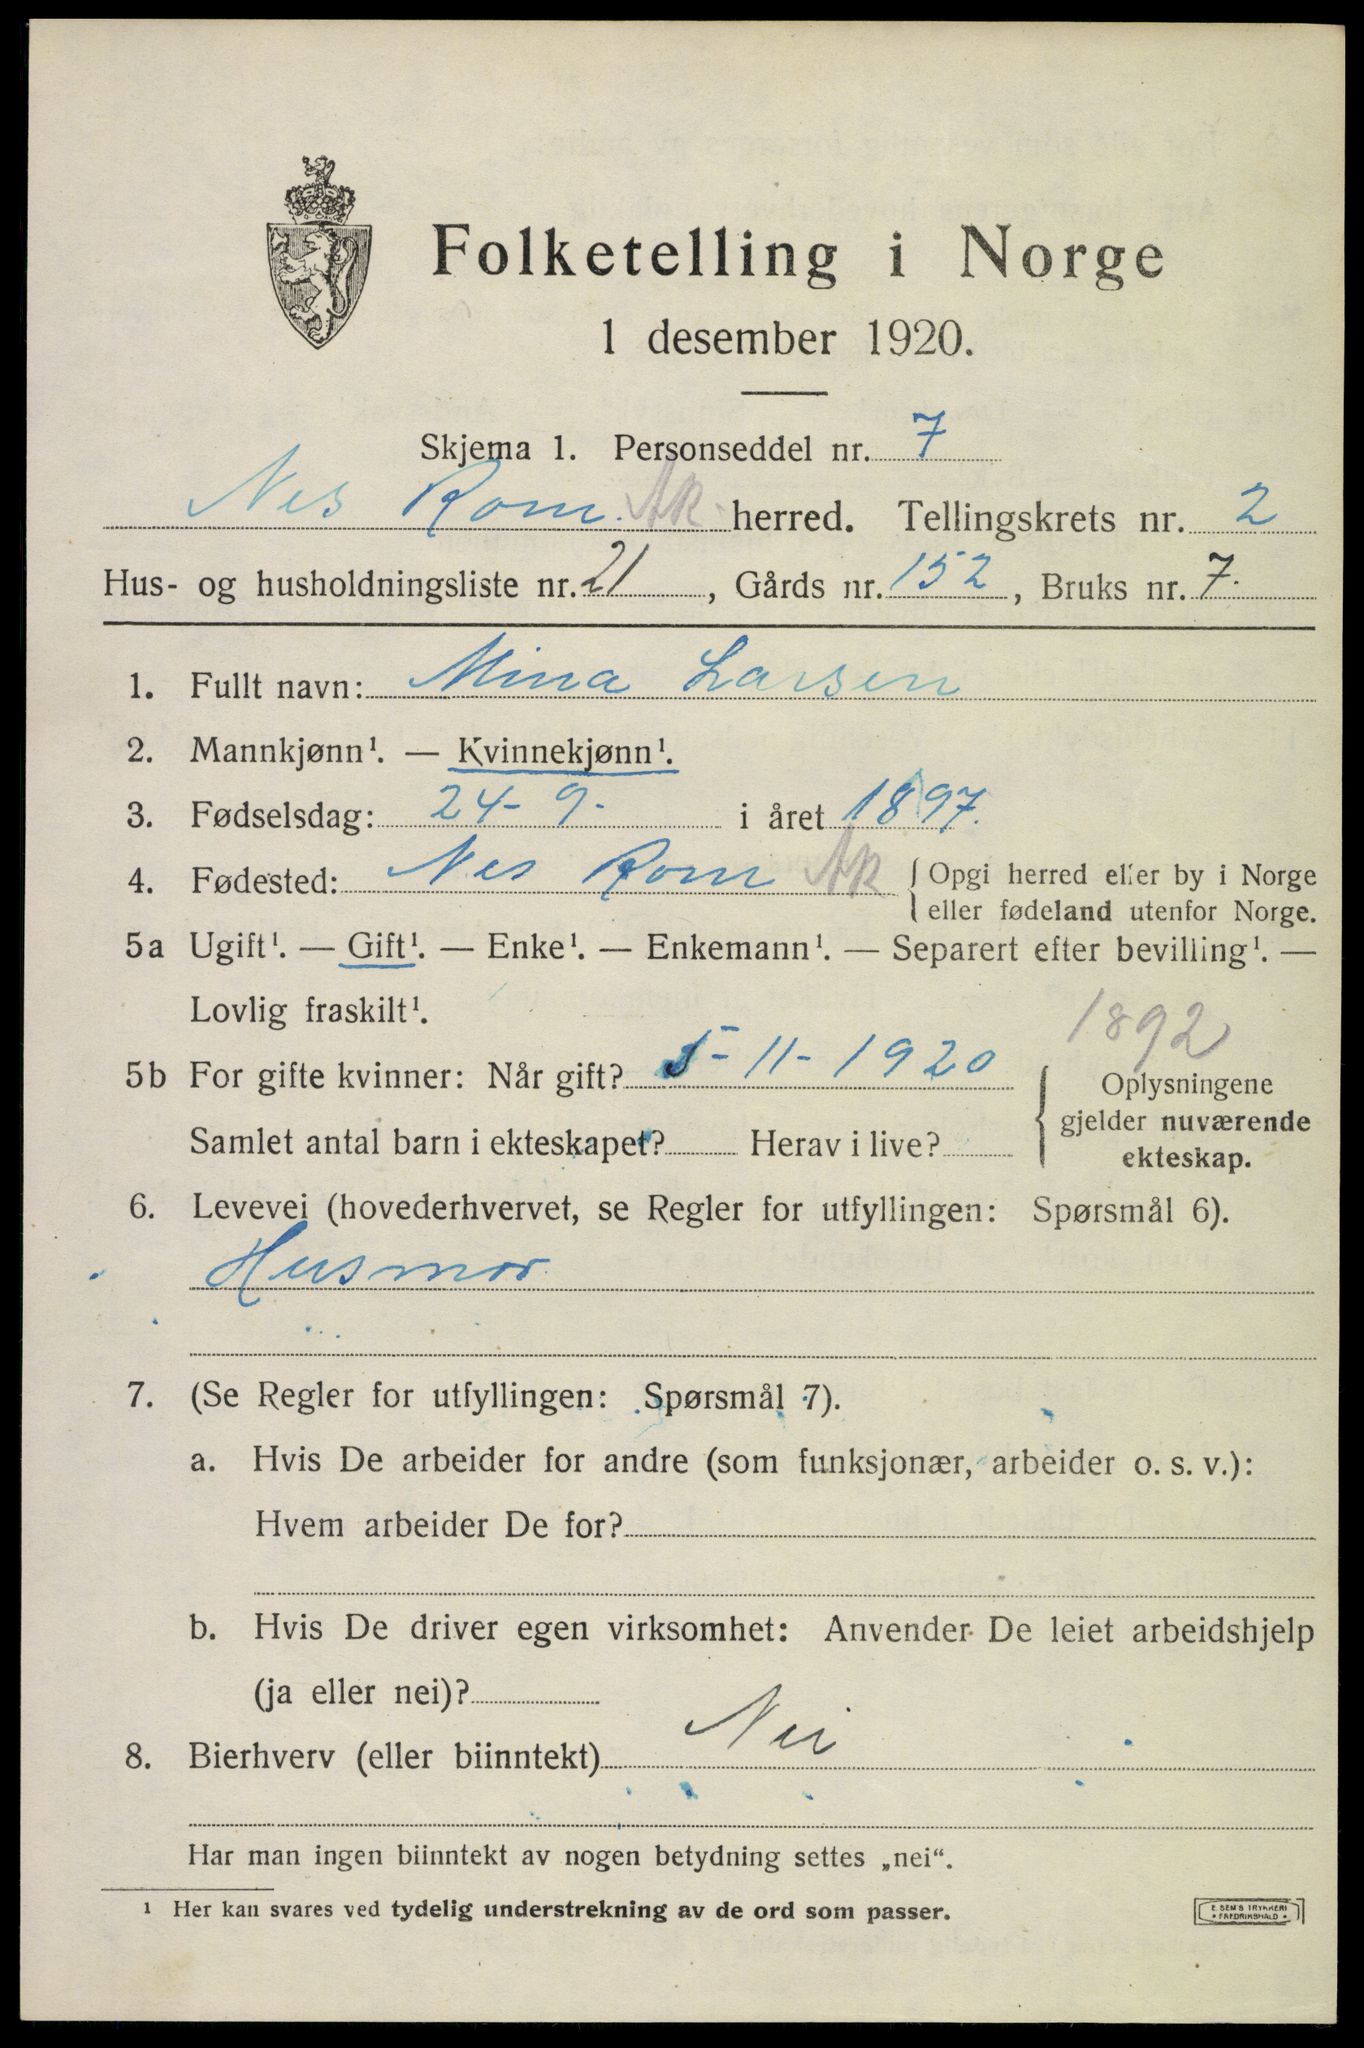 Folketelling i Norge
1 desember 1920.
Skjema 1. Personseddel nr. 7
Nes Rom. AK. herred. Tellingskrets nr. 2
Hus- og husholdningsliste nr. 21, Gårds nr. 152, Bruks nr. 7.
1. Fullt navn: Mina Larsen
2. Mannkjønn¹. — Kvinnekjønn¹.
3. Fødselsdag: 24-9- i året 1897.
4. Fødested: Nes Rom AK { Opgi herred eller by i Norge
eller fødeland utenfor Norge.
5a Ugift¹. — Gift¹. — Enke¹. — Enkemann¹. — Separert efter bevilling¹. —
Lovlig fraskilt¹.
1892
5b For gifte kvinner: Når gift? 5-11-1920
Samlet antal barn i ekteskapet? Herav i live?
{ Oplysningene
gjelder nuværende
ekteskap.
6. Levevei (hovederhvervet, se Regler for utfyllingen: Spørsmål 6).
Husmor
7. (Se Regler for utfyllingen: Spørsmål 7).
a. Hvis De arbeider for andre (som funksjonær, arbeider o. s. v.):
Hvem arbeider De for?
b. Hvis De driver egen virksomhet: Anvender De leiet arbeidshjelp
(ja eller nei)?
8. Bierhverv (eller biinntekt) Nei
Har man ingen biinntekt av nogen betydning settes „nei“.
¹ Her kan svares ved tydelig understrekning av de ord som passer.
E. SEM'S TRYKKERI
• FREDRIKSHALD •